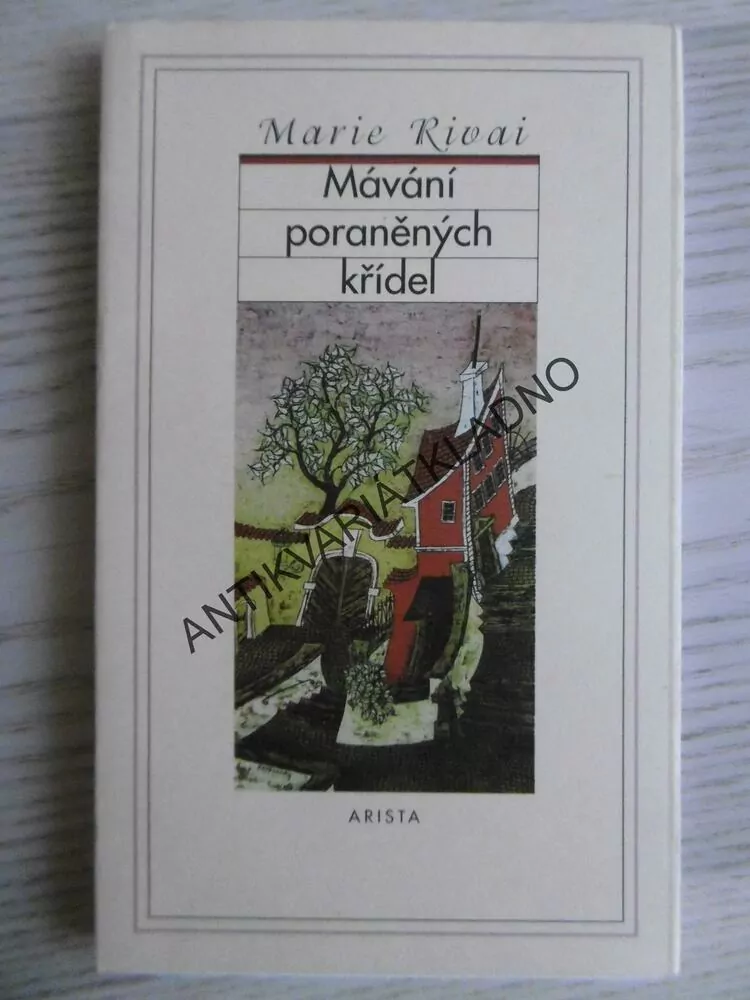 Marie Rivai
Mávání
poraněných
křídel
ANTIKVARIATKLADNO
ARISTA